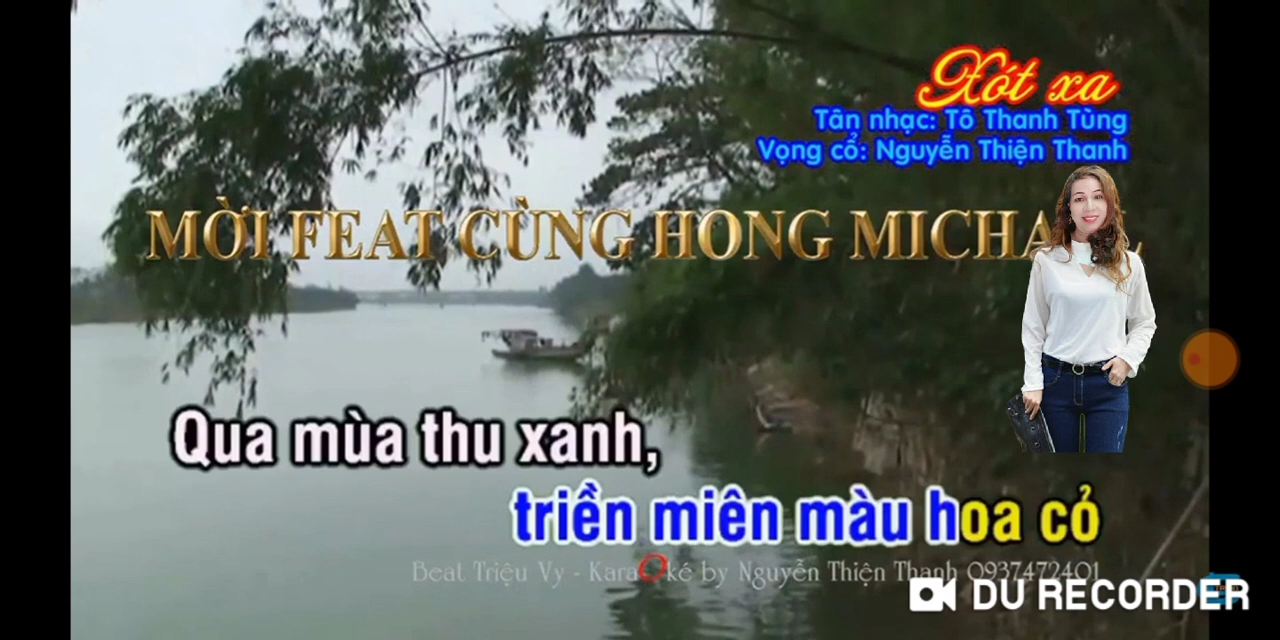 Xót xa
Tân nhạc: Tô Thanh Tùng
Vọng cổ: Nguyễn Thiện Thanh
MỜI FEAT CÙNG HONG
Qua mùa thu xanh,
triền miên màu hoa cỏ
Beat Triệu Vy - Karaoké by Nguyễn Thiện Thanh 0937472401
DU RECORDER